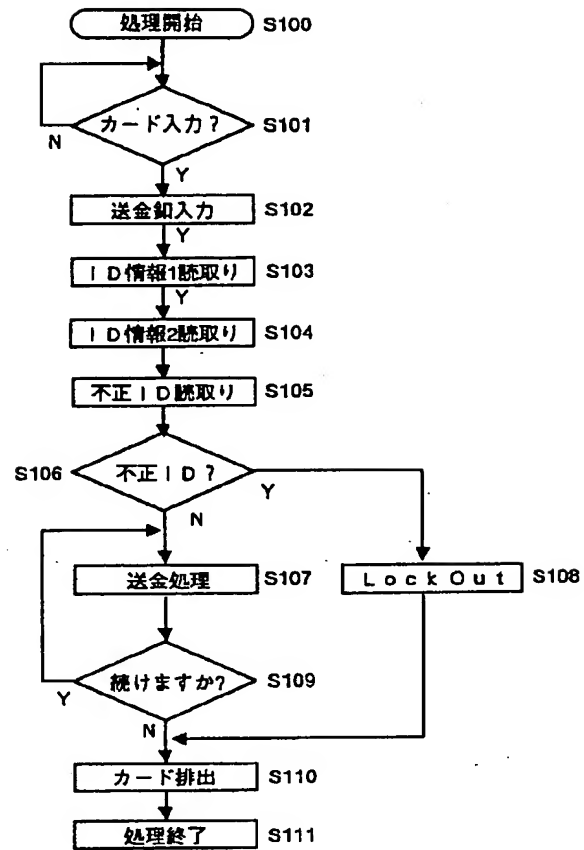 処理開始 S100
カード入力? S101
N
Y
送金釦入力 S102
Y
ID情報1読取り S103
Y
ID情報2読取り S104
不正ID読取り S105
S106 不正ID?
Y
N
送金処理 S107
LockOut S108
続けますか? S109
Y
N
カード排出 S110
処理終了 S111